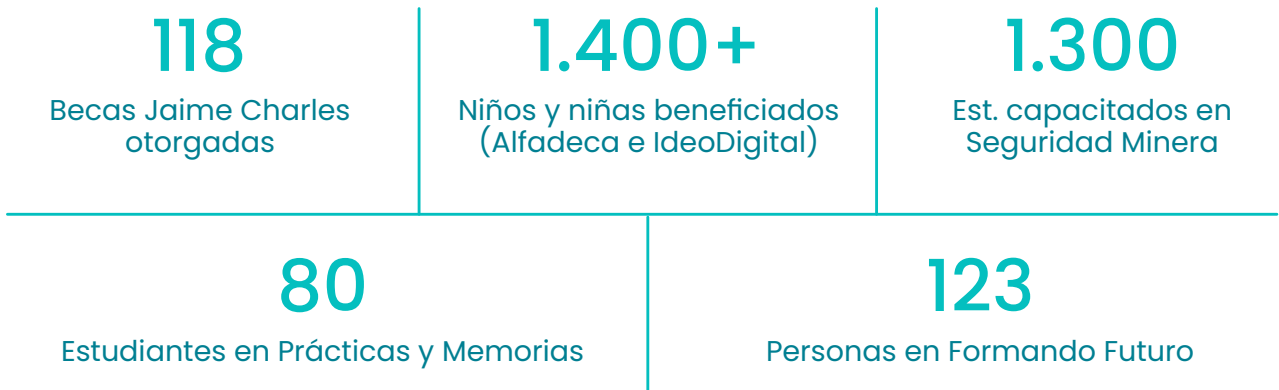 118
Becas Jaime Charles
otorgadas
1.400+
Niños y niñas beneficiados
(Alfadeca e IdeoDigital)
1.300
Est. capacitados en
Seguridad Minera
80
Estudiantes en Prácticas y Memorias
123
Personas en Formando Futuro